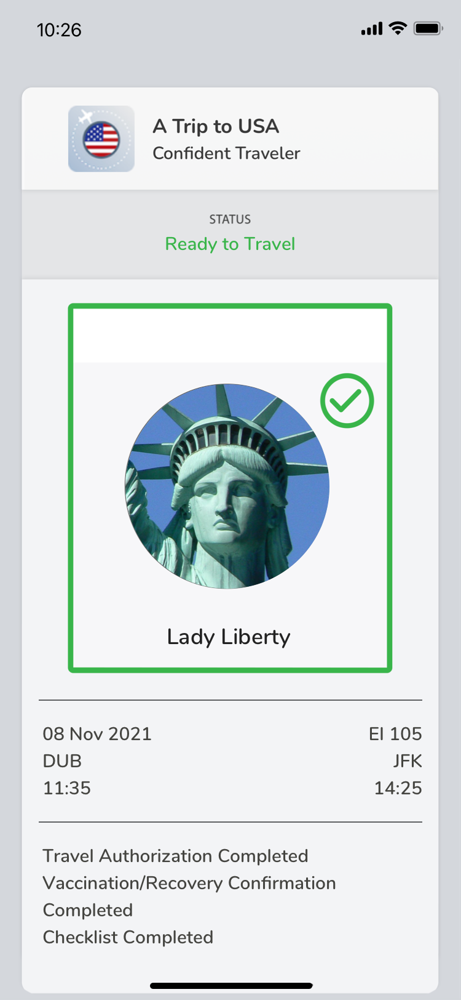 10:26
A Trip to USA
Confident Traveler
STATUS
Ready to Travel
Lady Liberty
08 Nov 2021 EI 105
DUB JFK
11:35 14:25
Travel Authorization Completed
Vaccination/Recovery Confirmation
Completed
Checklist Completed